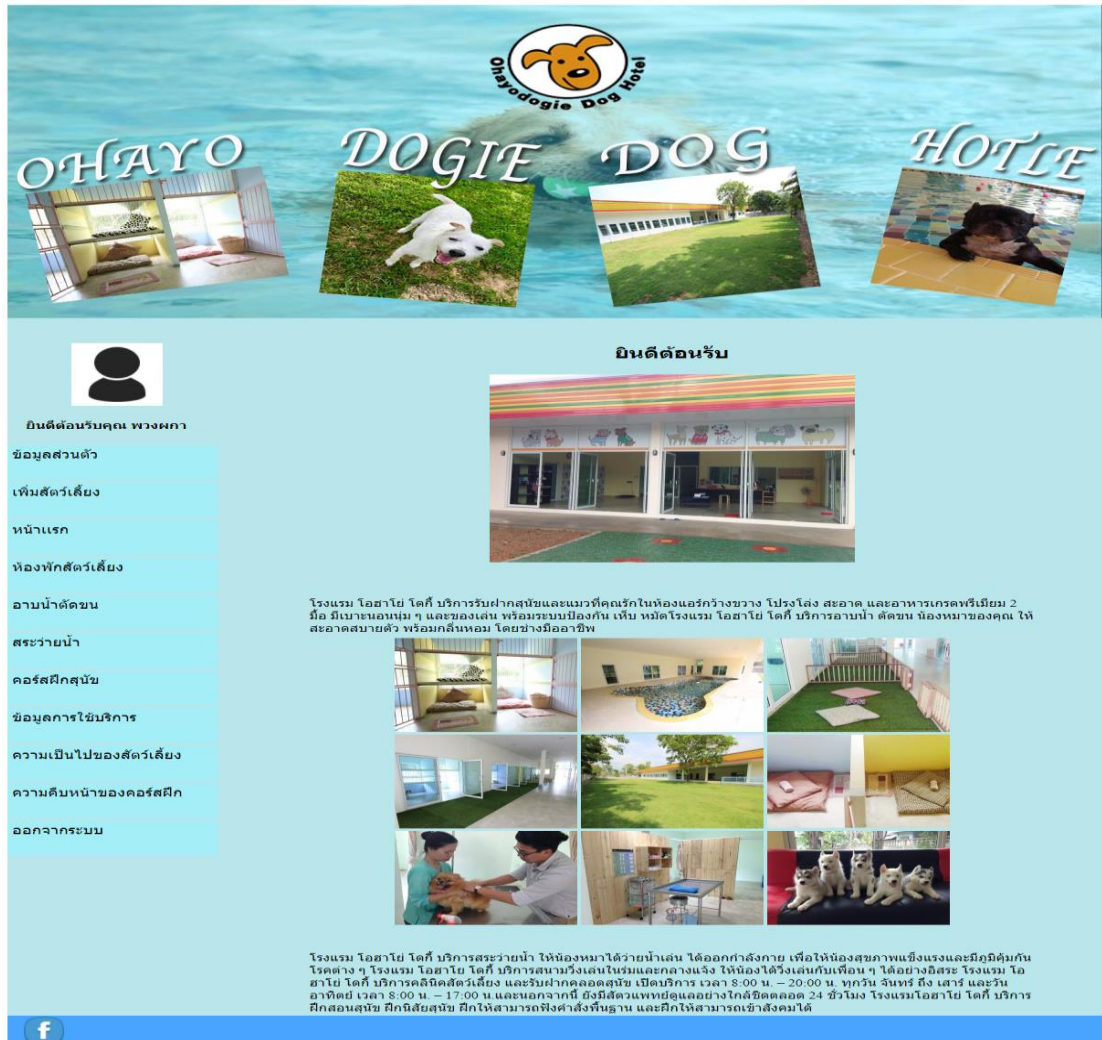 Ohayodogie Dog Hotel
OHAYO DOGIE DOG HOTLE
ยินดีต้อนรับ
ยินดีต้อนรับคุณ พวงผกา
ข้อมูลส่วนตัว
เพิ่มสัตว์เลี้ยง
หน้าแรก
ห้องพักสัตว์เลี้ยง
อาบน้ำตัดขน
สระว่ายน้ำ
คอร์สฝึกสุนัข
ข้อมูลการใช้บริการ
ความเป็นไปของสัตว์เลี้ยง
ความคืบหน้าของคอร์สฝึก
ออกจากระบบ
โรงแรม โอฮาโย่ โดกี้ บริการรับฝากสุนัขและแมวที่คุณรักในห้องแอร์กว้างขวาง โปรงโล่ง สะอาด และอาหารเกรดพรีเมียม 2
มื้อ มีเบาะนอนนุ่ม ๆ และของเล่น พร้อมระบบป้องกัน เห็บ หมัดโรงแรม โอฮาโย่ โดกี้ บริการอาบน้ำ ตัดขน น้องหมาของคุณ ให้
สะอาดสบายตัว พร้อมกลิ่นหอม โดยช่างมืออาชีพ
โรงแรม โอฮาโย่ โดกี้ บริการสระว่ายน้ำ ให้น้องหมาได้ว่ายน้ำเล่น ได้ออกกำลังกาย เพื่อให้น้องสุขภาพแข็งแรงและมีภูมิคุ้มกัน
โรคต่าง ๆ โรงแรม โอฮาโย โดกี้ บริการสนามวิ่งเล่นในร่มและกลางแจ้ง ให้น้องได้วิ่งเล่นกับเพื่อน ๆ ได้อย่างอิสระ โรงแรม โอ
ฮาโย่ โดกี้ บริการคลินิคสัตว์เลี้ยง และรับฝากคลอดสุนัข เปิดบริการ เวลา 8:00 น. – 20:00 น. ทุกวัน จันทร์ ถึง เสาร์ และวัน
อาทิตย์ เวลา 8:00 น. – 17:00 น.และนอกจากนี้ ยังมีสัตวแพทย์ดูแลอย่างใกล้ชิดตลอด 24 ชั่วโมง โรงแรมโอฮาโย่ โดกี้ บริการ
ฝึกสอนสุนัข ฝึกนิสัยสุนัข ฝึกให้สามารถฟังคำสั่งพื้นฐาน และฝึกให้สามารถเข้าสังคมได้
f